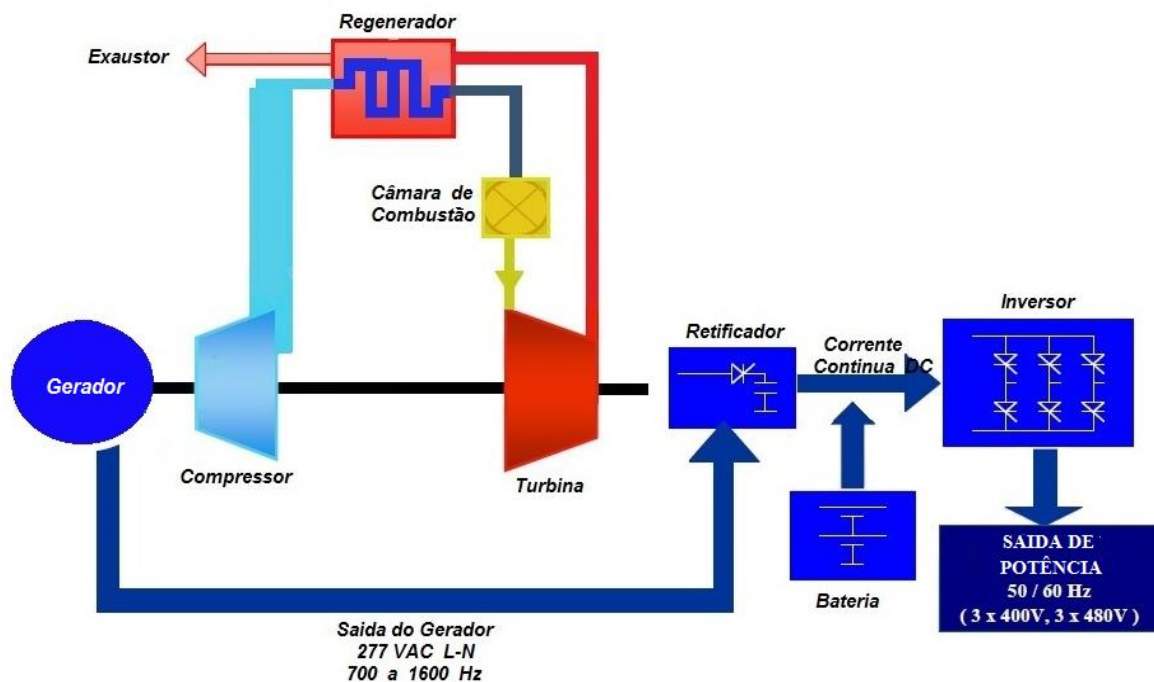 Regenerador
Exaustor
Câmara de
Combustão
Gerador
Compressor
Turbina
Retificador
Corrente
Continua DC
Inversor
Bateria
SAIDA DE
POTÊNCIA
50 / 60 Hz
( 3 x 400V, 3 x 480V )
Saida do Gerador
277 VAC L-N
700 a 1600 Hz